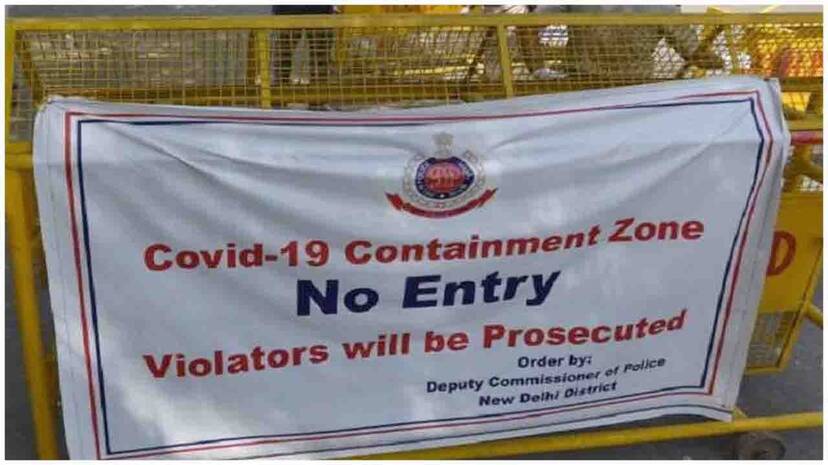 Covid-19 Containment Zone
No Entry
Violators will be Prosecuted
Order by:
Deputy Commissioner of Police
New Delhi District
D